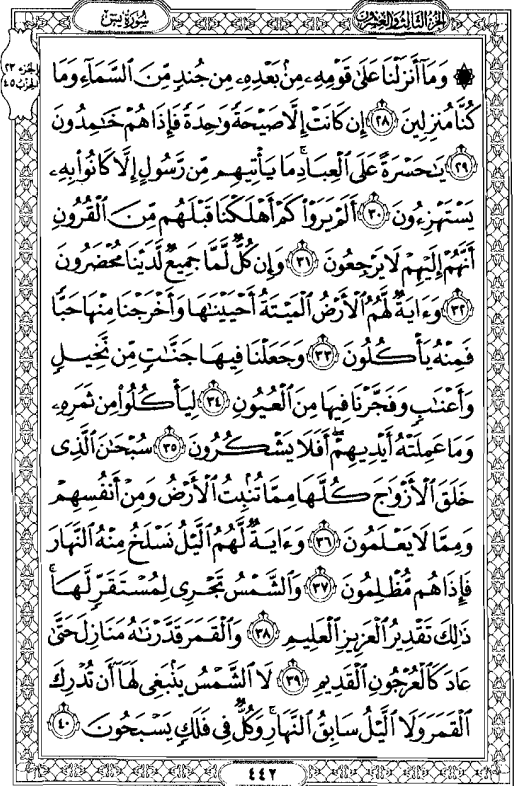 سُورَةُ يسٓ
الجزء الثالث والعشرون
الجزء ٢٣
الحزب ٤٥
۞ وَمَآ أَنزَلْنَا عَلَىٰ قَوْمِهِۦ مِنۢ بَعْدِهِۦ مِن جُندٍ مِّنَ ٱلسَّمَآءِ وَمَا
كُنَّا مُنزِلِينَ ٢٨ إِن كَانَتْ إِلَّا صَيْحَةً وَٰحِدَةً فَإِذَا هُمْ خَٰمِدُونَ
٢٩ يَٰحَسْرَةً عَلَى ٱلْعِبَادِۚ مَا يَأْتِيهِم مِّن رَّسُولٍ إِلَّا كَانُوا۟ بِهِۦ
يَسْتَهْزِءُونَ ٣٠ أَلَمْ يَرَوْا۟ كَمْ أَهْلَكْنَا قَبْلَهُم مِّنَ ٱلْقُرُونِ
أَنَّهُمْ إِلَيْهِمْ لَا يَرْجِعُونَ ٣١ وَإِن كُلٌّ لَّمَّا جَمِيعٌ لَّدَيْنَا مُحْضَرُونَ
٣٢ وَءَايَةٌ لَّهُمُ ٱلْأَرْضُ ٱلْمَيْتَةُ أَحْيَيْنَٰهَا وَأَخْرَجْنَا مِنْهَا حَبًّا
فَمِنْهُ يَأْكُلُونَ ٣٣ وَجَعَلْنَا فِيهَا جَنَّٰتٍ مِّن نَّخِيلٍ
وَأَعْنَٰبٍ وَفَجَّرْنَا فِيهَا مِنَ ٱلْعُيُونِ ٣٤ لِيَأْكُلُوا۟ مِن ثَمَرِهِۦ
وَمَا عَمِلَتْهُ أَيْدِيهِمْۖ أَفَلَا يَشْكُرُونَ ٣٥ سُبْحَٰنَ ٱلَّذِى
خَلَقَ ٱلْأَزْوَٰجَ كُلَّهَا مِمَّا تُنۢبِتُ ٱلْأَرْضُ وَمِنْ أَنفُسِهِمْ
وَمِمَّا لَا يَعْلَمُونَ ٣٦ وَءَايَةٌ لَّهُمُ ٱلَّيْلُ نَسْلَخُ مِنْهُ ٱلنَّهَارَ
فَإِذَا هُم مُّظْلِمُونَ ٣٧ وَٱلشَّمْسُ تَجْرِى لِمُسْتَقَرٍّ لَّهَاۚ
ذَٰلِكَ تَقْدِيرُ ٱلْعَزِيزِ ٱلْعَلِيمِ ٣٨ وَٱلْقَمَرَ قَدَّرْنَٰهُ مَنَازِلَ حَتَّىٰ
عَادَ كَٱلْعُرْجُونِ ٱلْقَدِيمِ ٣٩ لَا ٱلشَّمْسُ يَنۢبَغِى لَهَآ أَن تُدْرِكَ
ٱلْقَمَرَ وَلَا ٱلَّيْلُ سَابِقُ ٱلنَّهَارِۚ وَكُلٌّ فِى فَلَكٍ يَسْبَحُونَ ٤٠
٤٤٢